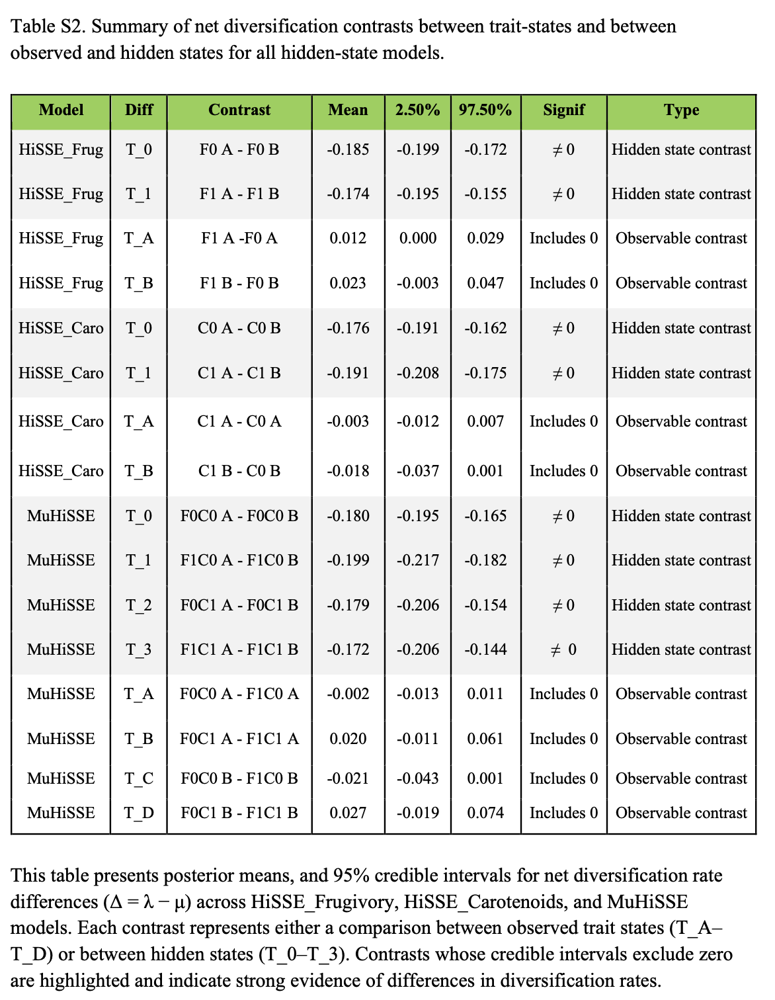 Table S2. Summary of net diversification contrasts between trait-states and between
observed and hidden states for all hidden-state models.
Model Diff Contrast Mean 2.50% 97.50% Signif Type
HiSSE_Frug T_0 F0 A - F0 B -0.185 -0.199 -0.172 ≠ 0 Hidden state contrast
HiSSE_Frug T_1 F1 A - F1 B -0.174 -0.195 -0.155 ≠ 0 Hidden state contrast
HiSSE_Frug T_A F1 A -F0 A 0.012 0.000 0.029 Includes 0 Observable contrast
HiSSE_Frug T_B F1 B - F0 B 0.023 -0.003 0.047 Includes 0 Observable contrast
HiSSE_Caro T_0 C0 A - C0 B -0.176 -0.191 -0.162 ≠ 0 Hidden state contrast
HiSSE_Caro T_1 C1 A - C1 B -0.191 -0.208 -0.175 ≠ 0 Hidden state contrast
HiSSE_Caro T_A C1 A - C0 A -0.003 -0.012 0.007 Includes 0 Observable contrast
HiSSE_Caro T_B C1 B - C0 B -0.018 -0.037 0.001 Includes 0 Observable contrast
MuHiSSE T_0 F0C0 A - F0C0 B -0.180 -0.195 -0.165 ≠ 0 Hidden state contrast
MuHiSSE T_1 F1C0 A - F1C0 B -0.199 -0.217 -0.182 ≠ 0 Hidden state contrast
MuHiSSE T_2 F0C1 A - F0C1 B -0.179 -0.206 -0.154 ≠ 0 Hidden state contrast
MuHiSSE T_3 F1C1 A - F1C1 B -0.172 -0.206 -0.144 ≠ 0 Hidden state contrast
MuHiSSE T_A F0C0 A - F1C0 A -0.002 -0.013 0.011 Includes 0 Observable contrast
MuHiSSE T_B F0C1 A - F1C1 A 0.020 -0.011 0.061 Includes 0 Observable contrast
MuHiSSE T_C F0C0 B - F1C0 B -0.021 -0.043 0.001 Includes 0 Observable contrast
MuHiSSE T_D F0C1 B - F1C1 B 0.027 -0.019 0.074 Includes 0 Observable contrast
This table presents posterior means, and 95% credible intervals for net diversification rate
differences (Δ = λ − μ) across HiSSE_Frugivory, HiSSE_Carotenoids, and MuHiSSE
models. Each contrast represents either a comparison between observed trait states (T_A–
T_D) or between hidden states (T_0–T_3). Contrasts whose credible intervals exclude zero
are highlighted and indicate strong evidence of differences in diversification rates.